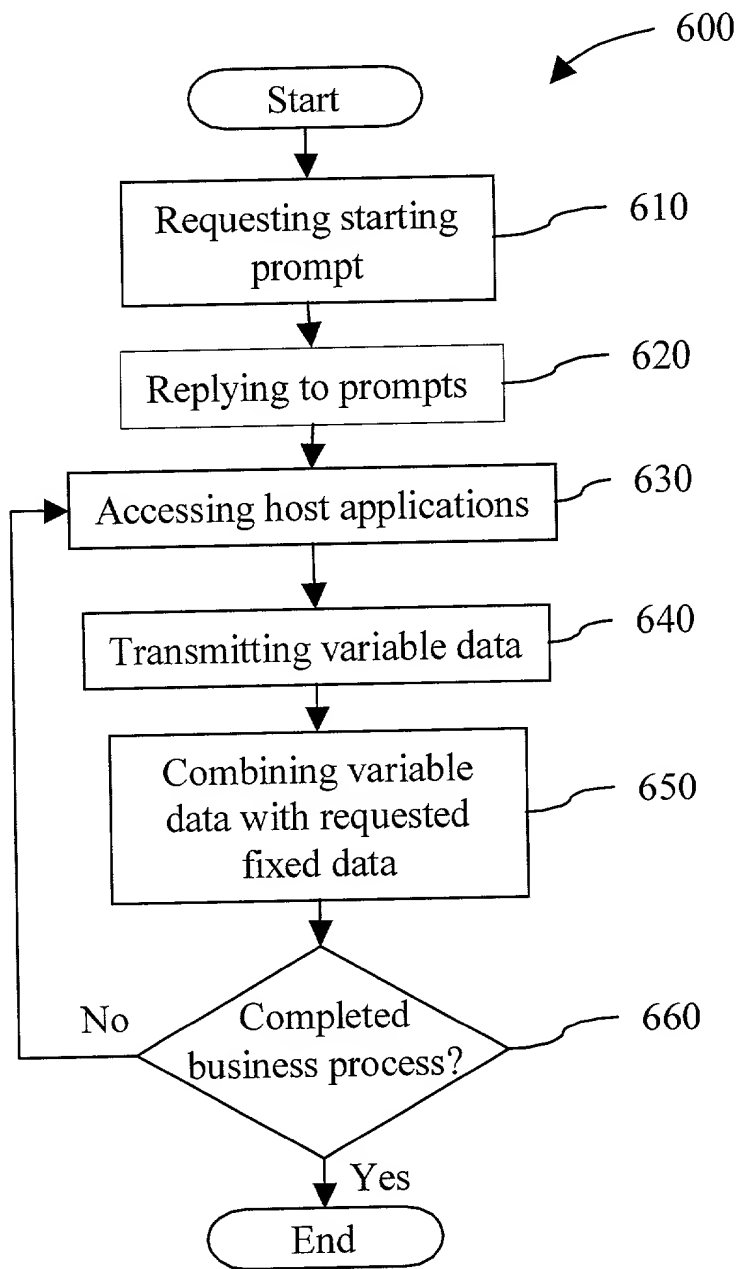 600
Start
Requesting starting
prompt
610
Replying to prompts
620
Accessing host applications
630
Transmitting variable data
640
Combining variable
data with requested
fixed data
650
Completed
business process?
660
No
Yes
End